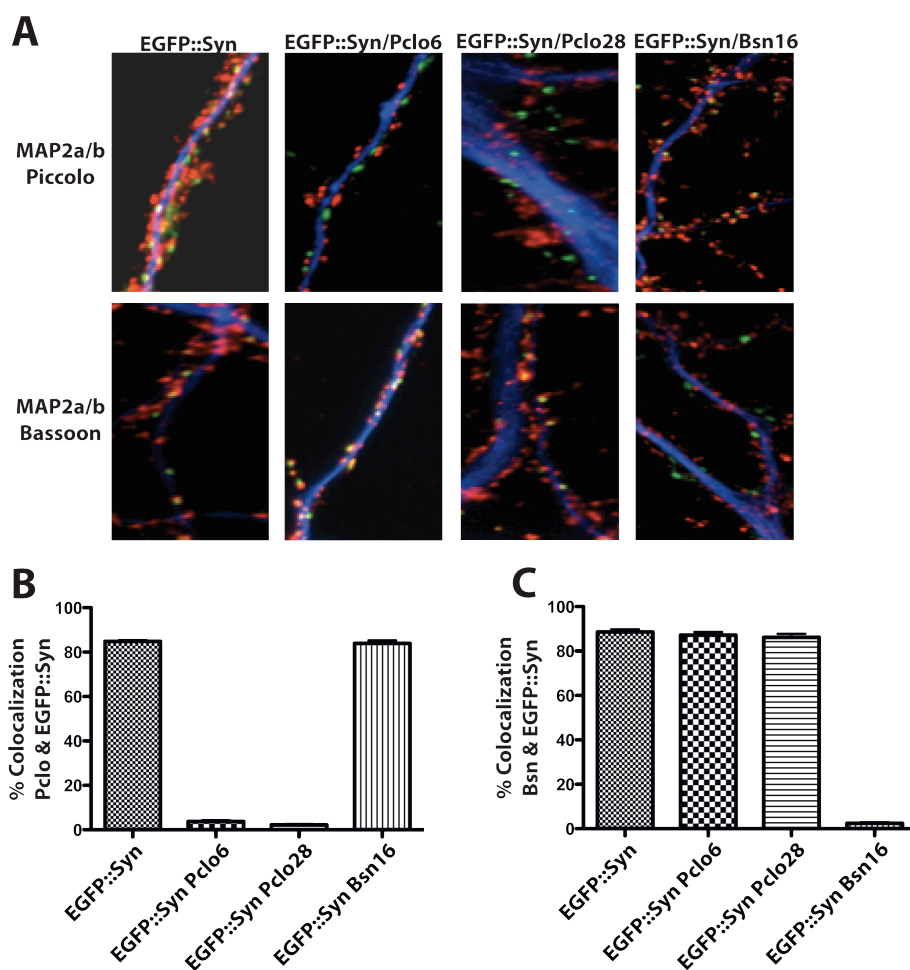 A
EGFP::Syn
EGFP::Syn/Pclo6
EGFP::Syn/Pclo28
EGFP::Syn/Bsn16
MAP2a/b
Piccolo
MAP2a/b
Bassoon
B
% Colocalization
Pclo & EGFP::Syn
100
80
60
40
20
0
EGFP::Syn
EGFP::Syn Pclo6
EGFP::Syn Pclo28
EGFP::Syn Bsn16
C
% Colocalization
Bsn & EGFP::Syn
100
80
60
40
20
0
EGFP::Syn
EGFP::Syn Pclo6
EGFP::Syn Pclo28
EGFP::Syn Bsn16